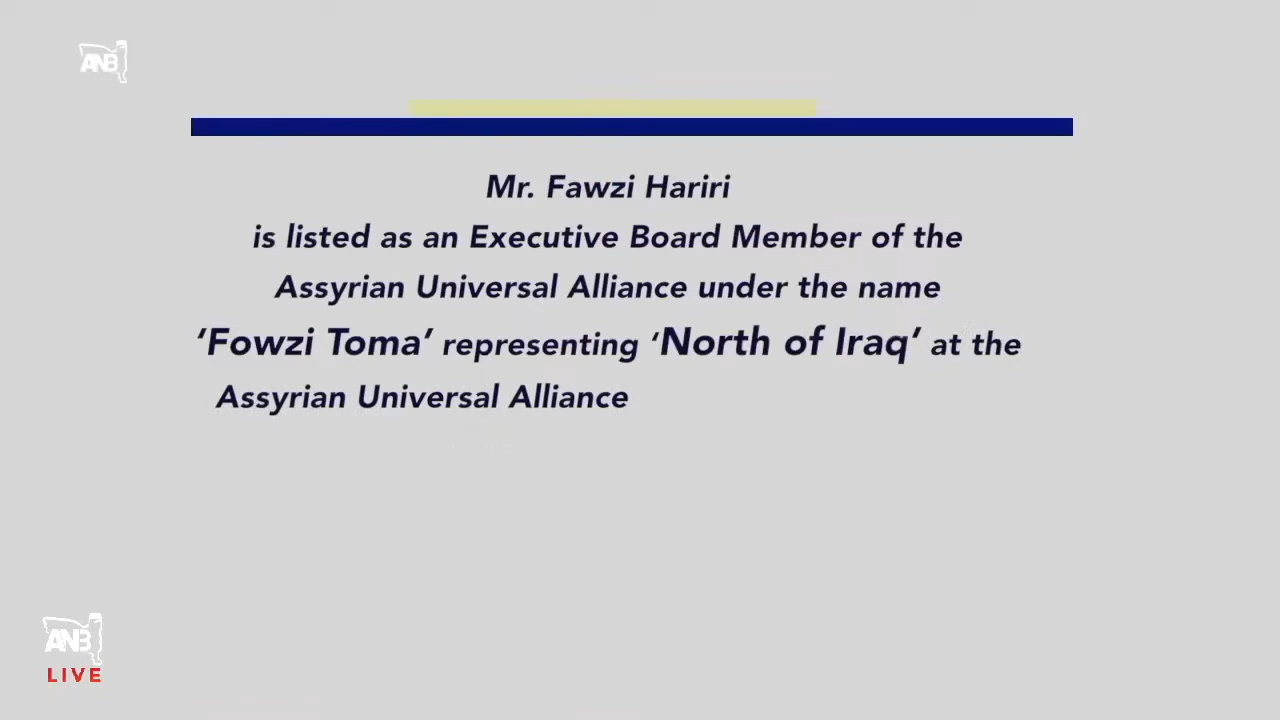 ANB
Mr. Fawzi Hariri
is listed as an Executive Board Member of the
Assyrian Universal Alliance under the name
‘Fowzi Toma’ representing ‘North of Iraq’ at the
Assyrian Universal Alliance
ANB
LIVE